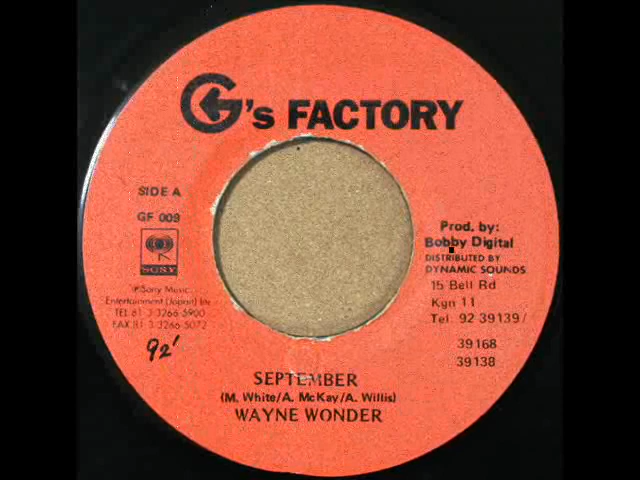 G's FACTORY
SIDE A
GF 009
SONY
℗Sony Music
Entertainment (Japan) Inc
TEL 81 3 3266 5900
FAX 81 3 3266-5072
92'
Prod. by:
Bobby Digital
DISTRIBUTED BY
DYNAMIC SOUNDS
15 Bell Rd
Kgn 11
Tel: 92 39139/
39168
39138
SEPTEMBER
(M. White/A. McKay/A. Willis)
WAYNE WONDER